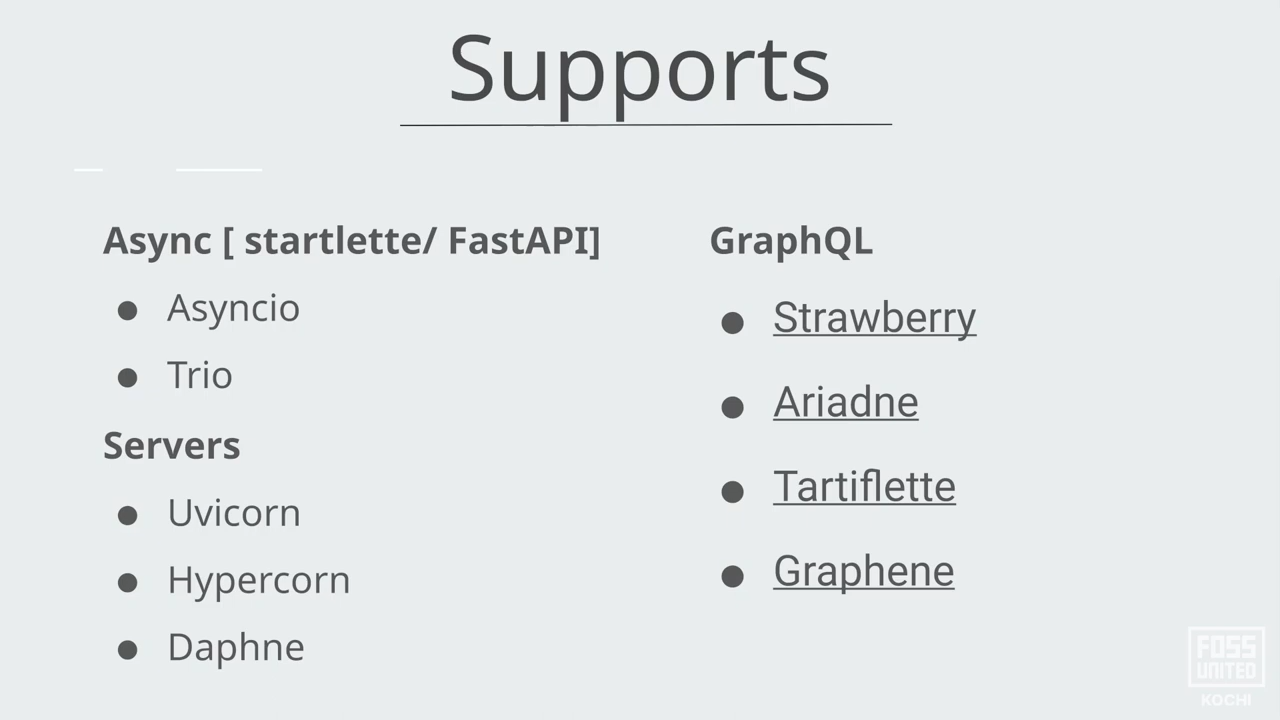 Supports
Async [ startlette/ FastAPI]
● Asyncio
● Trio
Servers
● Uvicorn
● Hypercorn
● Daphne
GraphQL
● Strawberry
● Ariadne
● Tartiflette
● Graphene
FOSS
UNITED
KOCHI